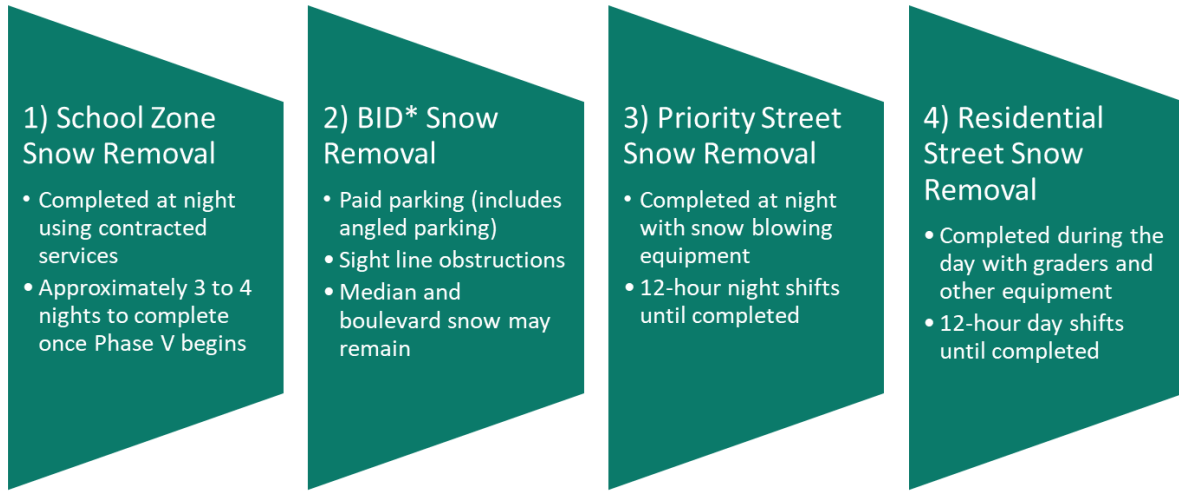 1) School Zone
Snow Removal
• Completed at night
using contracted
services
• Approximately 3 to 4
nights to complete
once Phase V begins
2) BID* Snow
Removal
• Paid parking (includes
angled parking)
• Sight line obstructions
• Median and
boulevard snow may
remain
3) Priority Street
Snow Removal
• Completed at night
with snow blowing
equipment
• 12-hour night shifts
until completed
4) Residential
Street Snow
Removal
• Completed during the
day with graders and
other equipment
• 12-hour day shifts
until completed